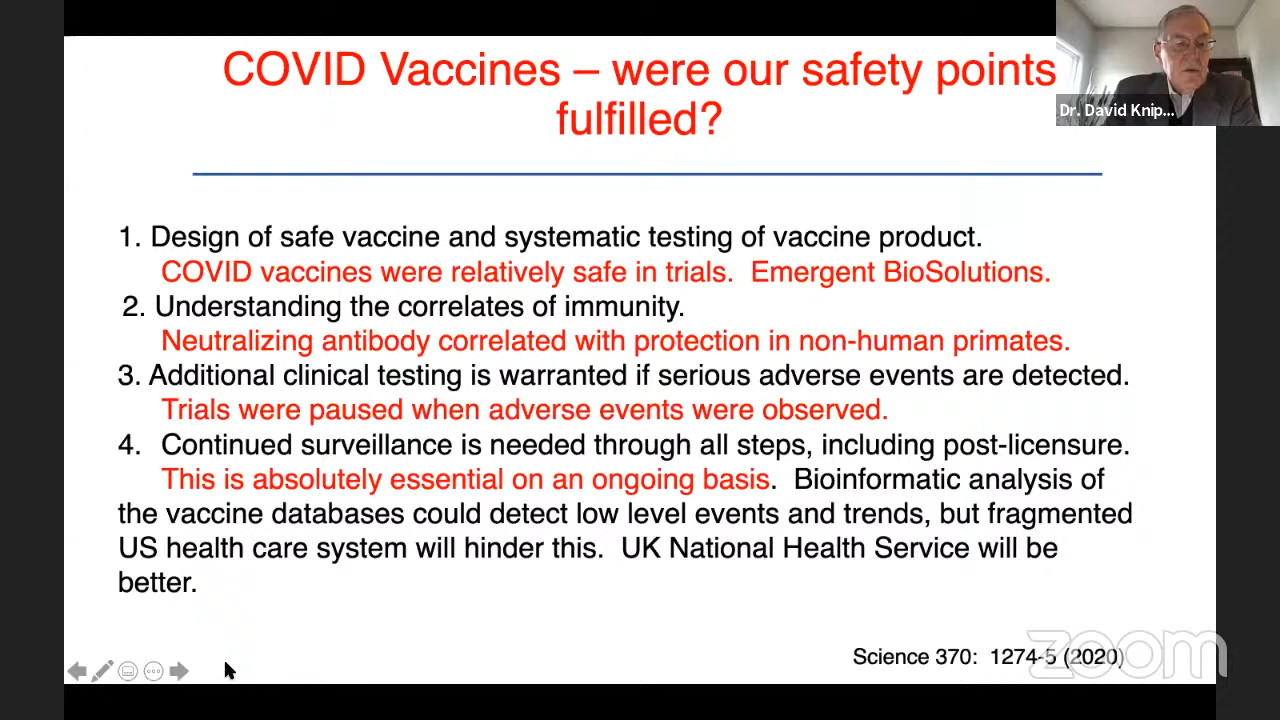 COVID Vaccines – were our safety points
fulfilled?
Dr. David Knip...
1. Design of safe vaccine and systematic testing of vaccine product.
COVID vaccines were relatively safe in trials.  Emergent BioSolutions.
2. Understanding the correlates of immunity.
Neutralizing antibody correlated with protection in non-human primates.
3. Additional clinical testing is warranted if serious adverse events are detected.
Trials were paused when adverse events were observed.
4.  Continued surveillance is needed through all steps, including post-licensure.
This is absolutely essential on an ongoing basis.  Bioinformatic analysis of
the vaccine databases could detect low level events and trends, but fragmented
US health care system will hinder this.  UK National Health Service will be
better.
Science 370:  1274-5 (2020)
zoom